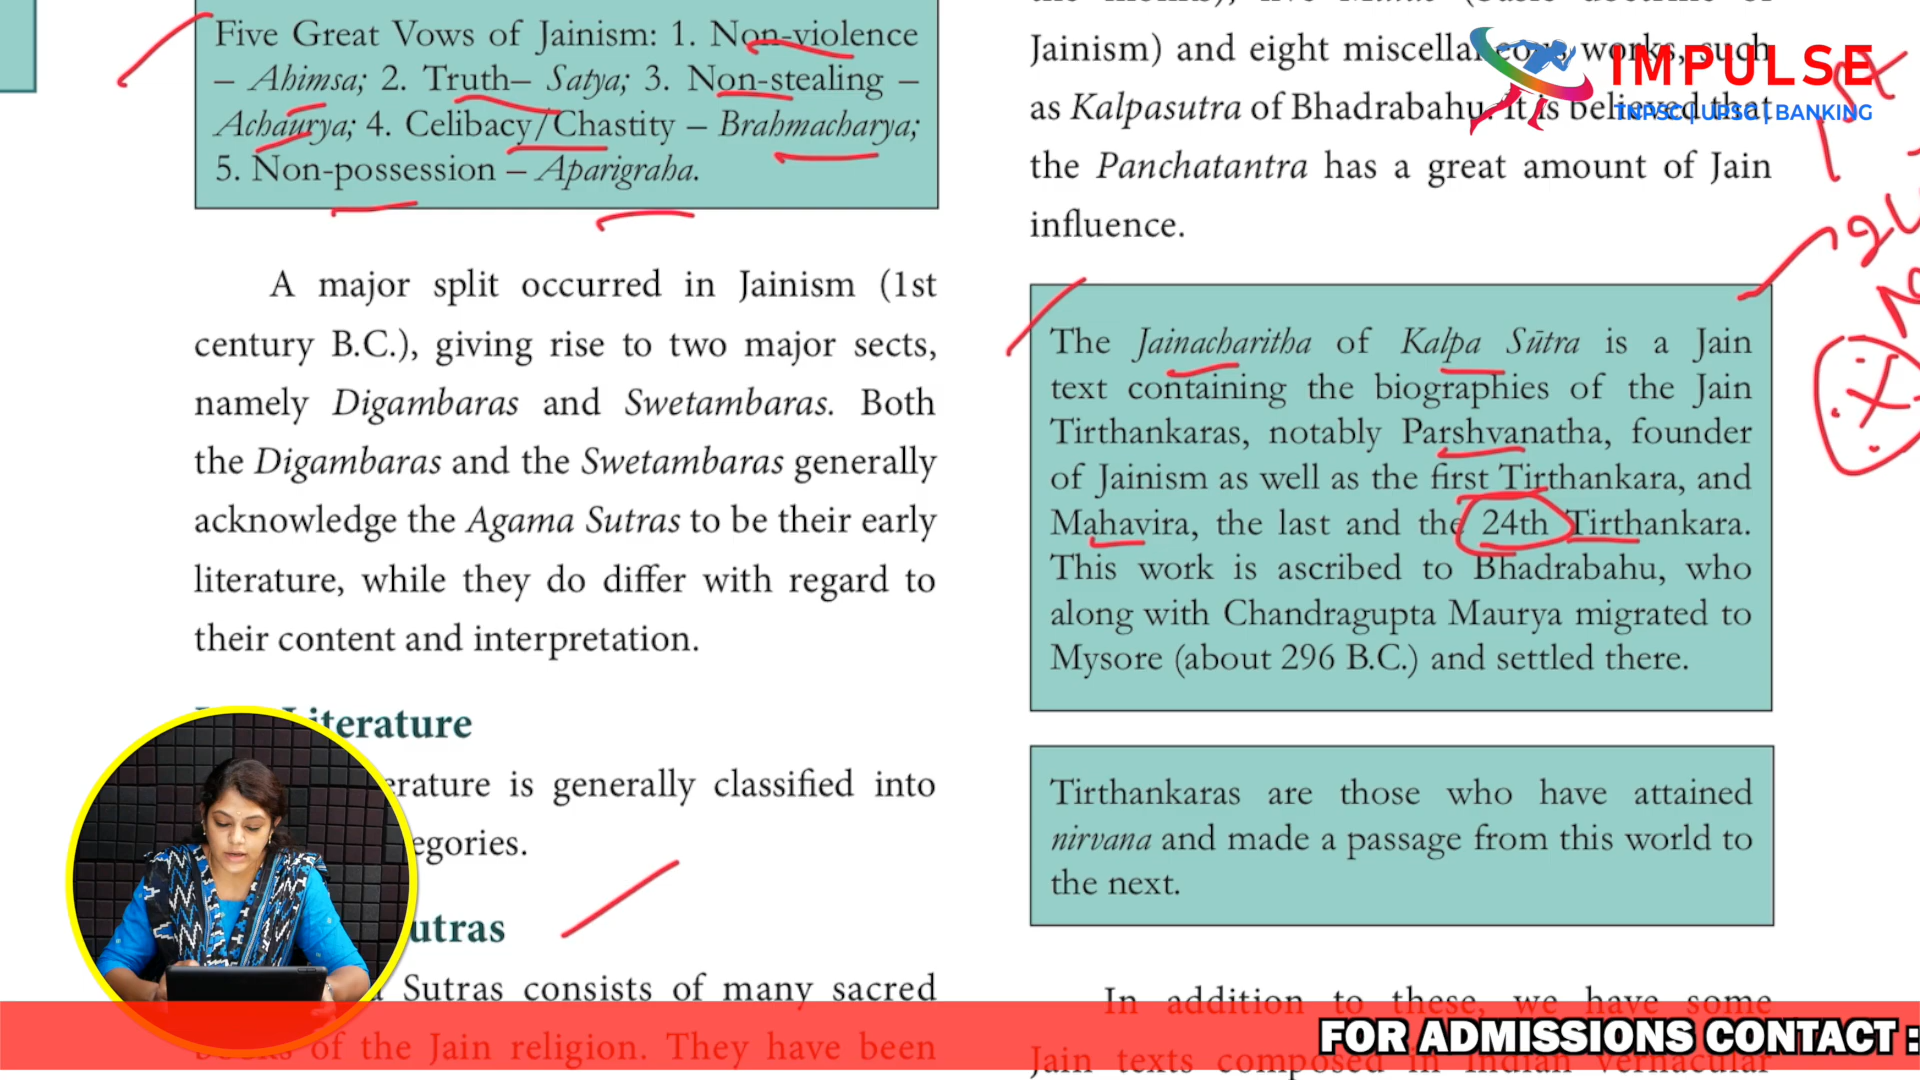 Five Great Vows of Jainism: 1. Non-violence
– Ahimsa; 2. Truth– Satya; 3. Non-stealing –
Achaurya; 4. Celibacy/Chastity – Brahmacharya;
5. Non-possession – Aparigraha.
A major split occurred in Jainism (1st
century B.C.), giving rise to two major sects,
namely Digambaras and Swetambaras. Both
the Digambaras and the Swetambaras generally
acknowledge the Agama Sutras to be their early
literature, while they do differ with regard to
their content and interpretation.
Literature
erature is generally classified into
egories.
utras
Sutras consists of many sacred
of the Jain religion. They have been
Jainism) and eight miscellaneous works, such
as Kalpasutra of Bhadrabahu. It is believed that
the Panchatantra has a great amount of Jain
influence.
The Jainacharitha of Kalpa Sūtra is a Jain
text containing the biographies of the Jain
Tirthankaras, notably Parshvanatha, founder
of Jainism as well as the first Tirthankara, and
Mahavira, the last and the 24th Tirthankara.
This work is ascribed to Bhadrabahu, who
along with Chandragupta Maurya migrated to
Mysore (about 296 B.C.) and settled there.
Tirthankaras are those who have attained
nirvana and made a passage from this world to
the next.
In addition to these, we have some
Jain texts composed in Indian vernacular
IMPULSE
TNPSC | UPSC | BANKING
1st
FOR ADMISSIONS CONTACT :